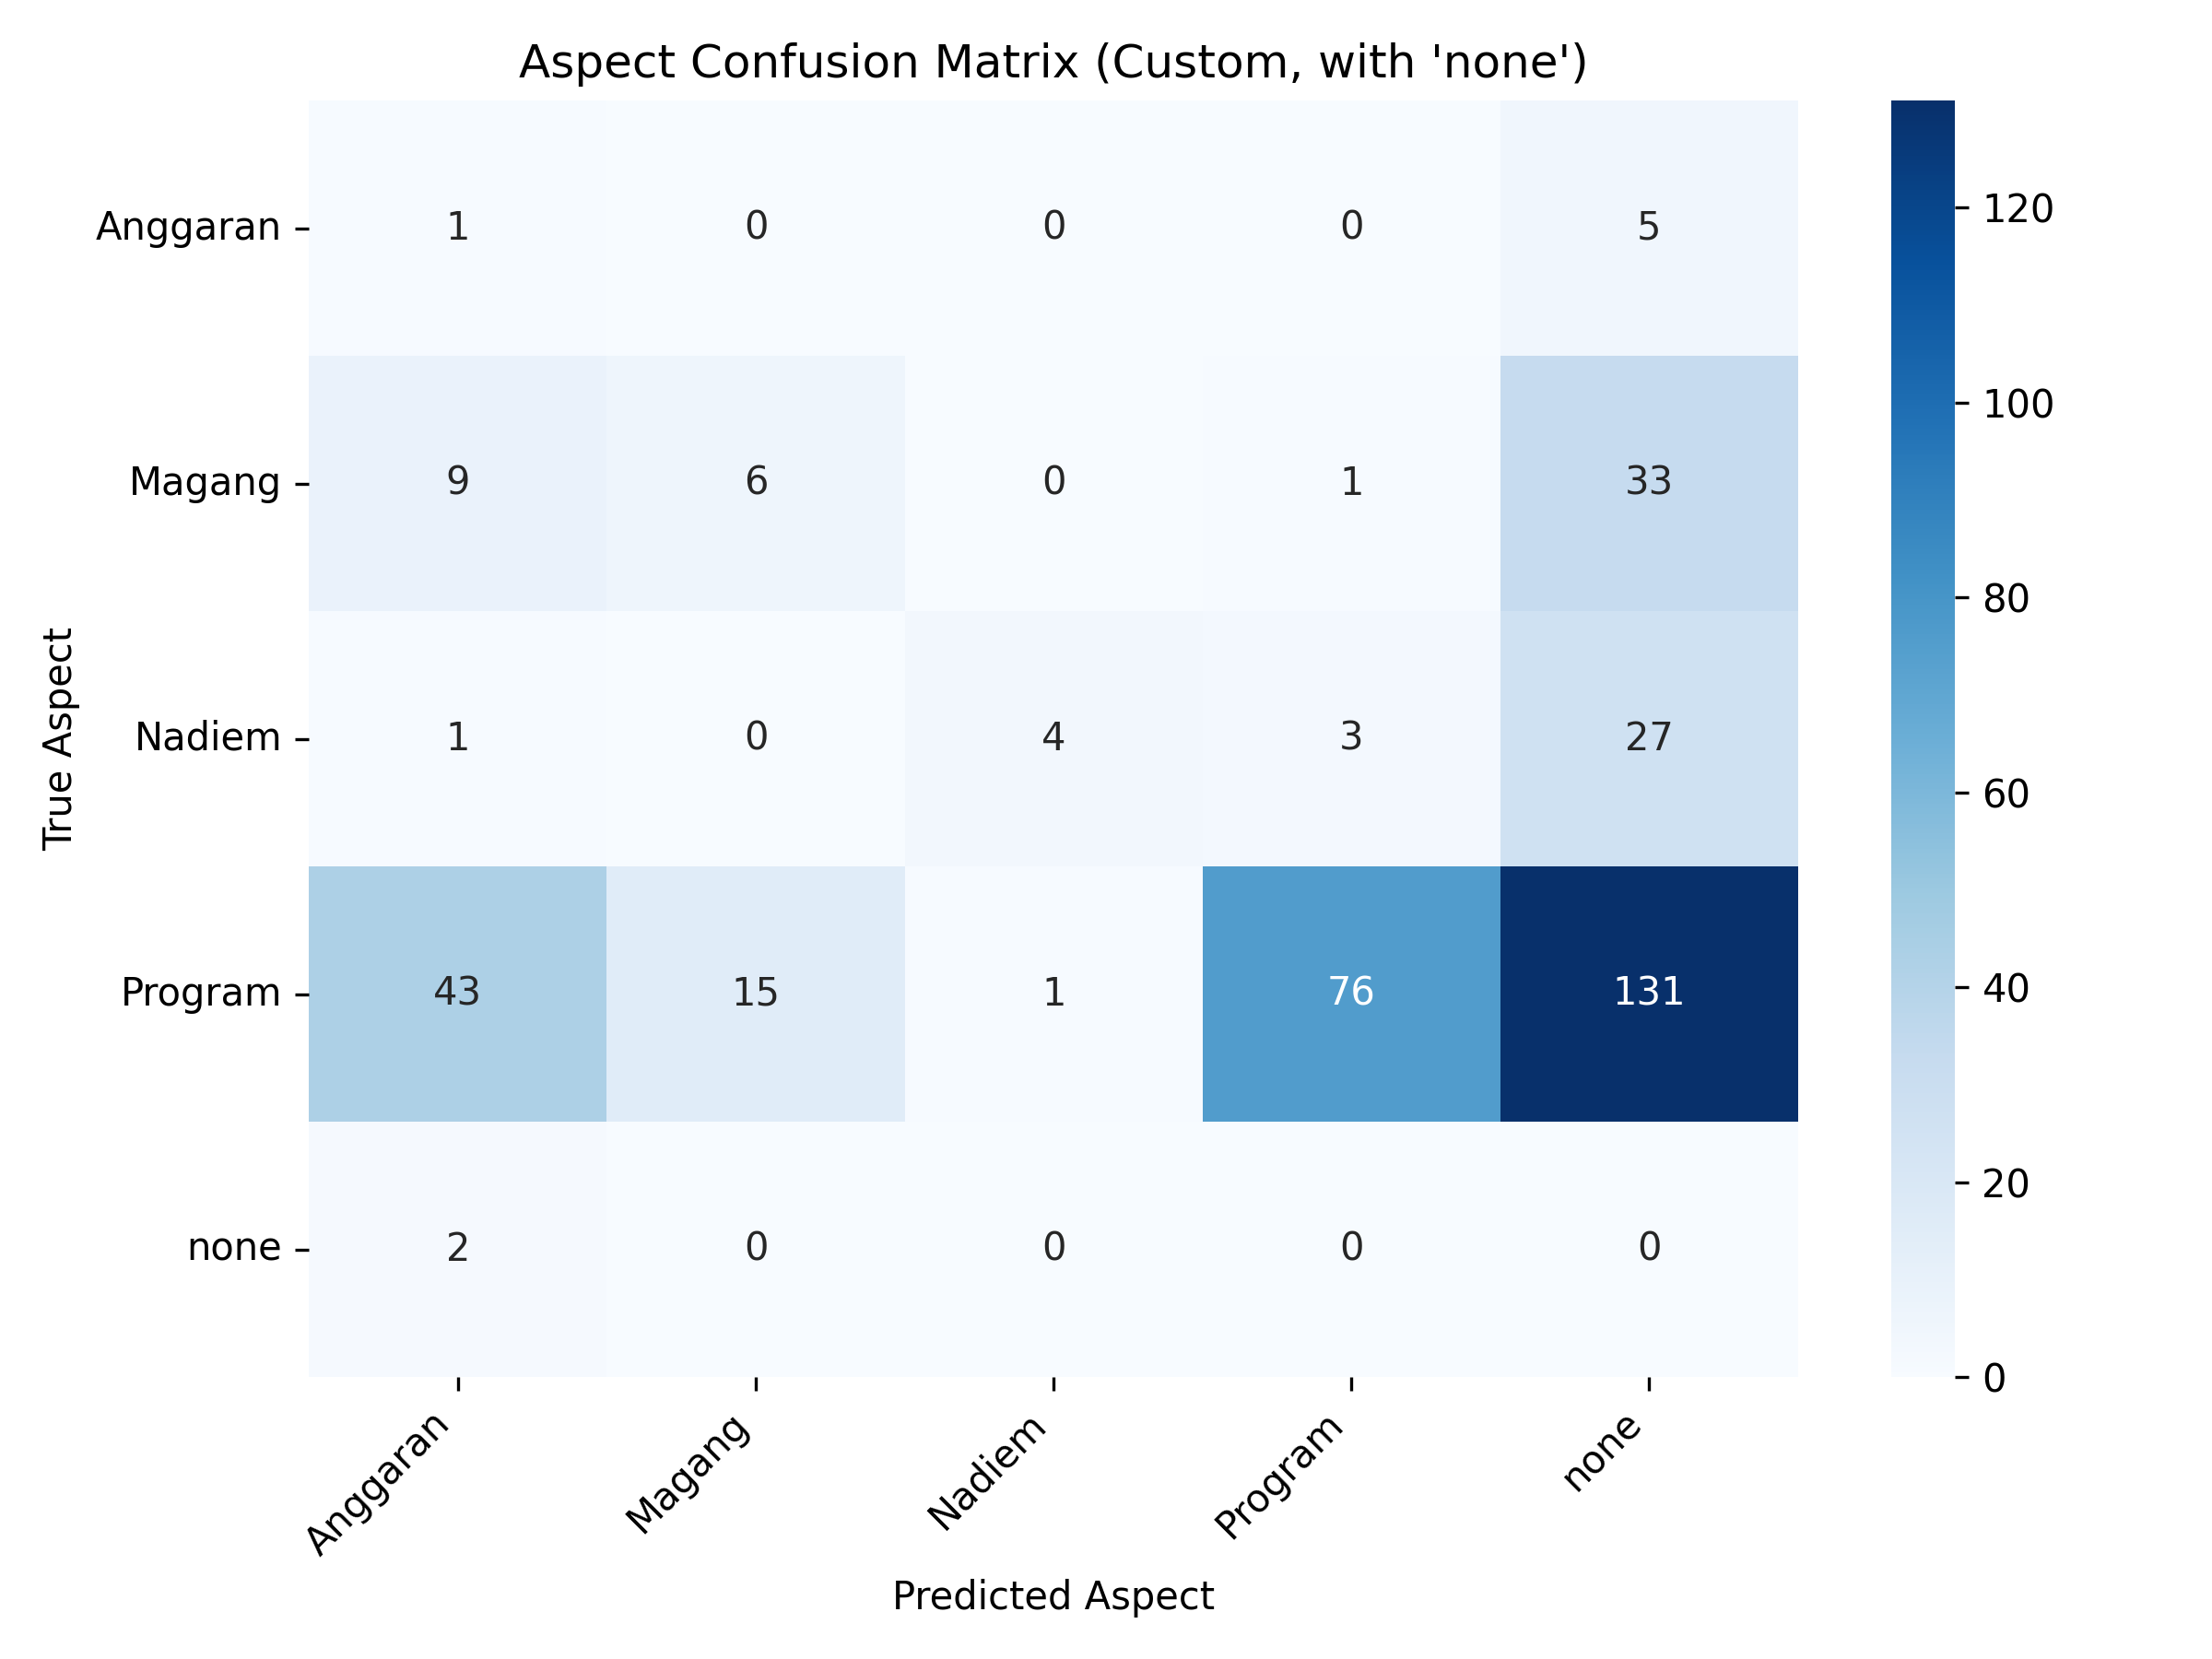 Aspect Confusion Matrix (Custom, with 'none')
True Aspect
Anggaran 1 0 0 0 5
Magang 9 6 0 1 33
Nadiem 1 0 4 3 27
Program 43 15 1 76 131
none 2 0 0 0 0
Anggaran Magang Nadiem Program none
Predicted Aspect
120
100
80
60
40
20
0